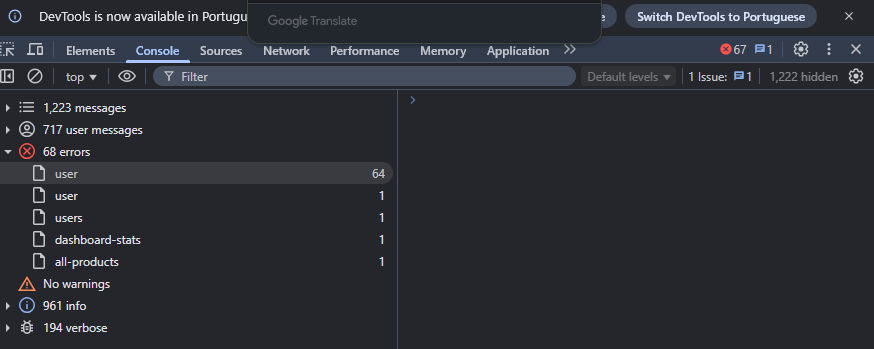 DevTools is now available in Portugu
Google Translate
e
Switch DevTools to Portuguese
Elements Console Sources Network Performance Memory Application 67 1
top Filter Default levels 1 Issue: 1 1,222 hidden
1,223 messages
717 user messages
68 errors
user 64
user 1
users 1
dashboard-stats 1
all-products 1
No warnings
961 info
194 verbose